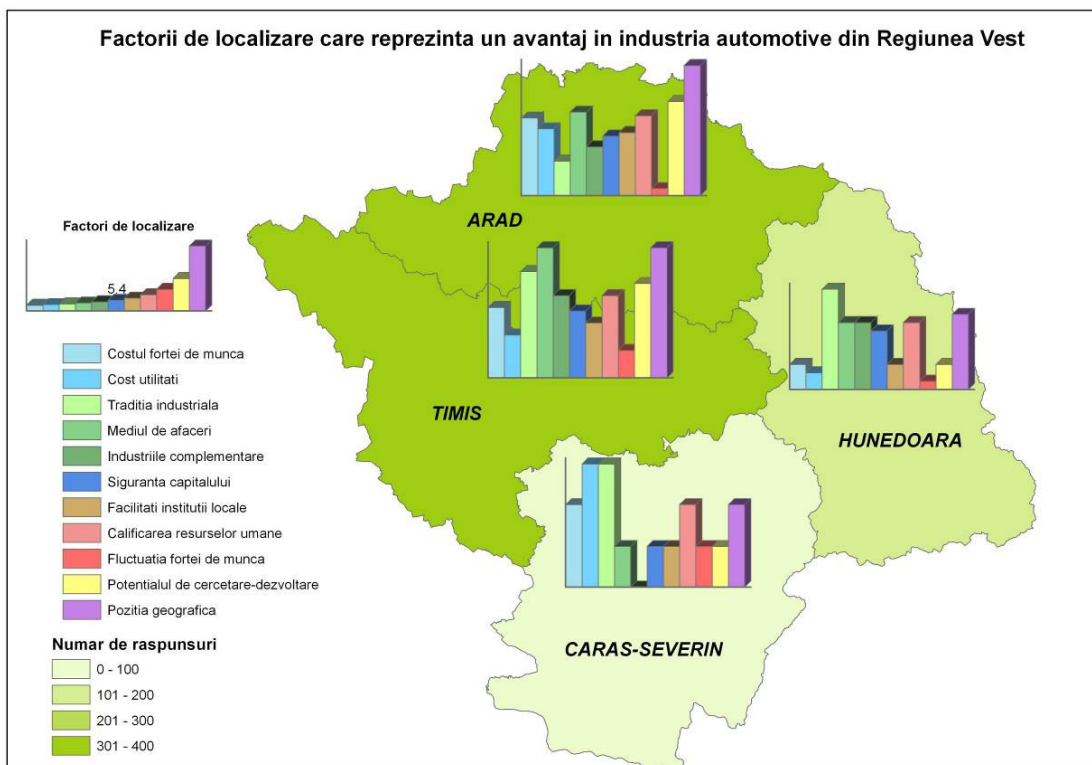 Factorii de localizare care reprezinta un avantaj in industria automotive din Regiunea Vest
ARAD
TIMIS
HUNEDOARA
CARAS-SEVERIN
Factori de localizare
5,4
Costul fortei de munca
Cost utilitati
Traditia industriala
Mediul de afaceri
Industriile complementare
Siguranta capitalului
Facilitati institutii locale
Calificarea resurselor umane
Fluctuatia fortei de munca
Potentialul de cercetare-dezvoltare
Pozitia geografica
Numar de raspunsuri
0 - 100
101 - 200
201 - 300
301 - 400